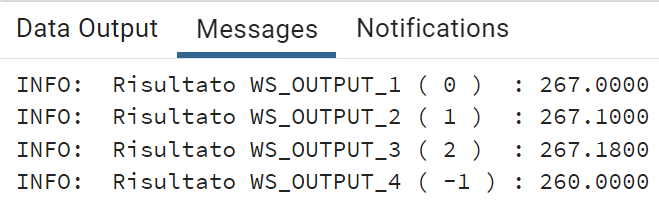 Data Output Messages Notifications
INFO:  Risultato WS_OUTPUT_1 ( 0 )  : 267.0000
INFO:  Risultato WS_OUTPUT_2 ( 1 )  : 267.1000
INFO:  Risultato WS_OUTPUT_3 ( 2 )  : 267.1800
INFO:  Risultato WS_OUTPUT_4 ( -1 ) : 260.0000